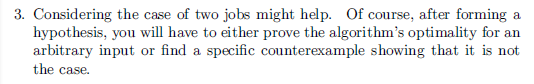 3. Considering the case of two jobs might help. Of course, after forming a
hypothesis, you will have to either prove the algorithm's optimality for an
arbitrary input or find a specific counterexample showing that it is not
the case.